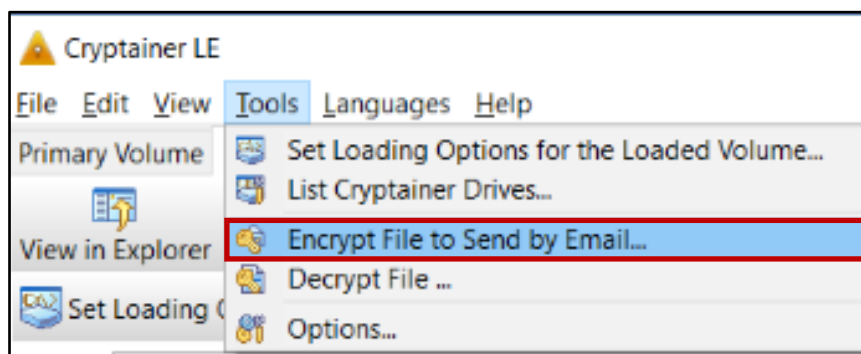 Cryptainer LE
File Edit View Tools Languages Help
Primary Volume
Set Loading Options for the Loaded Volume...
List Cryptainer Drives...
View in Explorer
Encrypt File to Send by Email...
Decrypt File ...
Set Loading
Options...